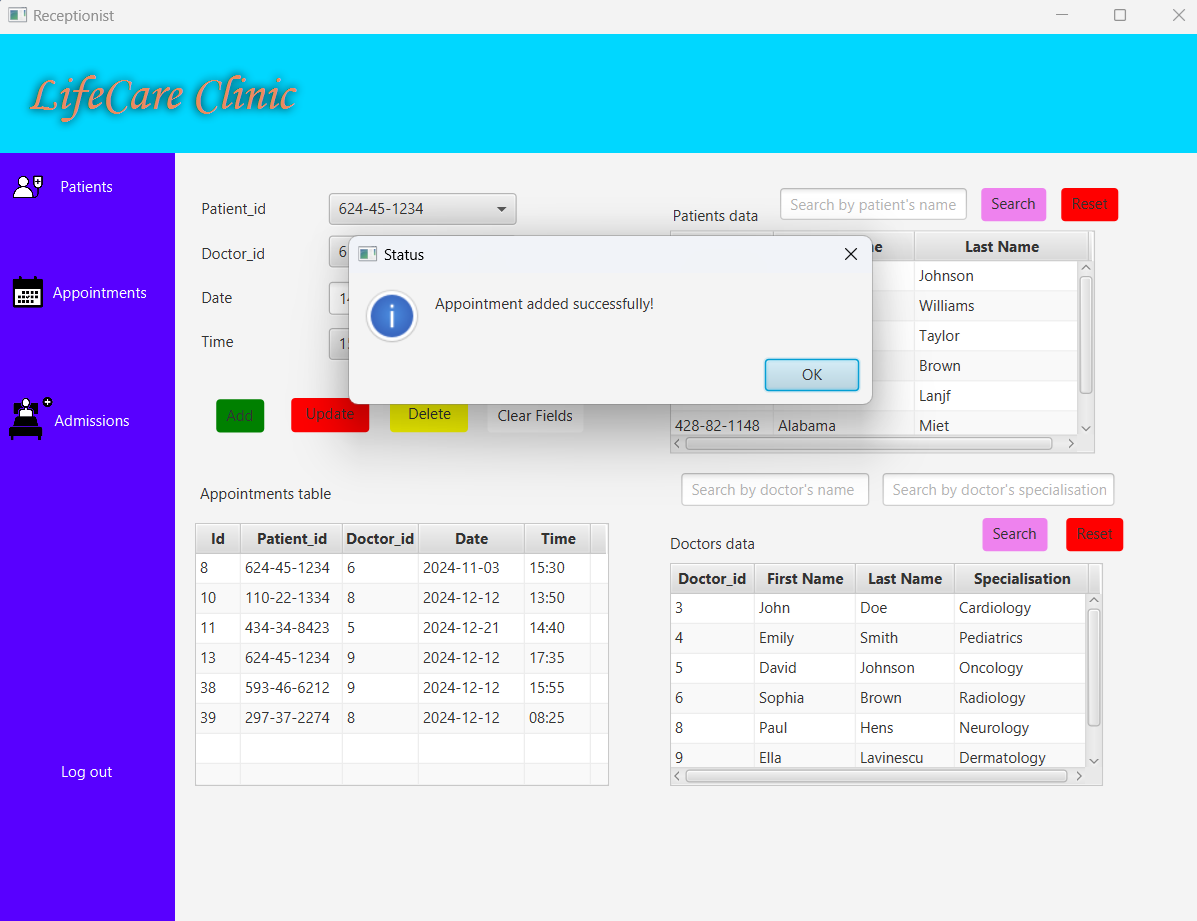 Receptionist
LifeCare Clinic
Patients
Appointments
Admissions
Log out
Patient_id 624-45-1234
Doctor_id 6
Date 14
Time 1
Add Update Delete Clear Fields
Status
Appointment added successfully!
OK
Patients data Search by patient's name Search Reset
Last Name
Johnson
Williams
Taylor
Brown
Lanjf
428-82-1148 Alabama Miet
Appointments table
Id Patient_id Doctor_id Date Time
8 624-45-1234 6 2024-11-03 15:30
10 110-22-1334 8 2024-12-12 13:50
11 434-34-8423 5 2024-12-21 14:40
13 624-45-1234 9 2024-12-12 17:35
38 593-46-6212 9 2024-12-12 15:55
39 297-37-2274 8 2024-12-12 08:25
Search by doctor's name Search by doctor's specialisation
Doctors data Search Reset
Doctor_id First Name Last Name Specialisation
3 John Doe Cardiology
4 Emily Smith Pediatrics
5 David Johnson Oncology
6 Sophia Brown Radiology
8 Paul Hens Neurology
9 Ella Lavinescu Dermatology